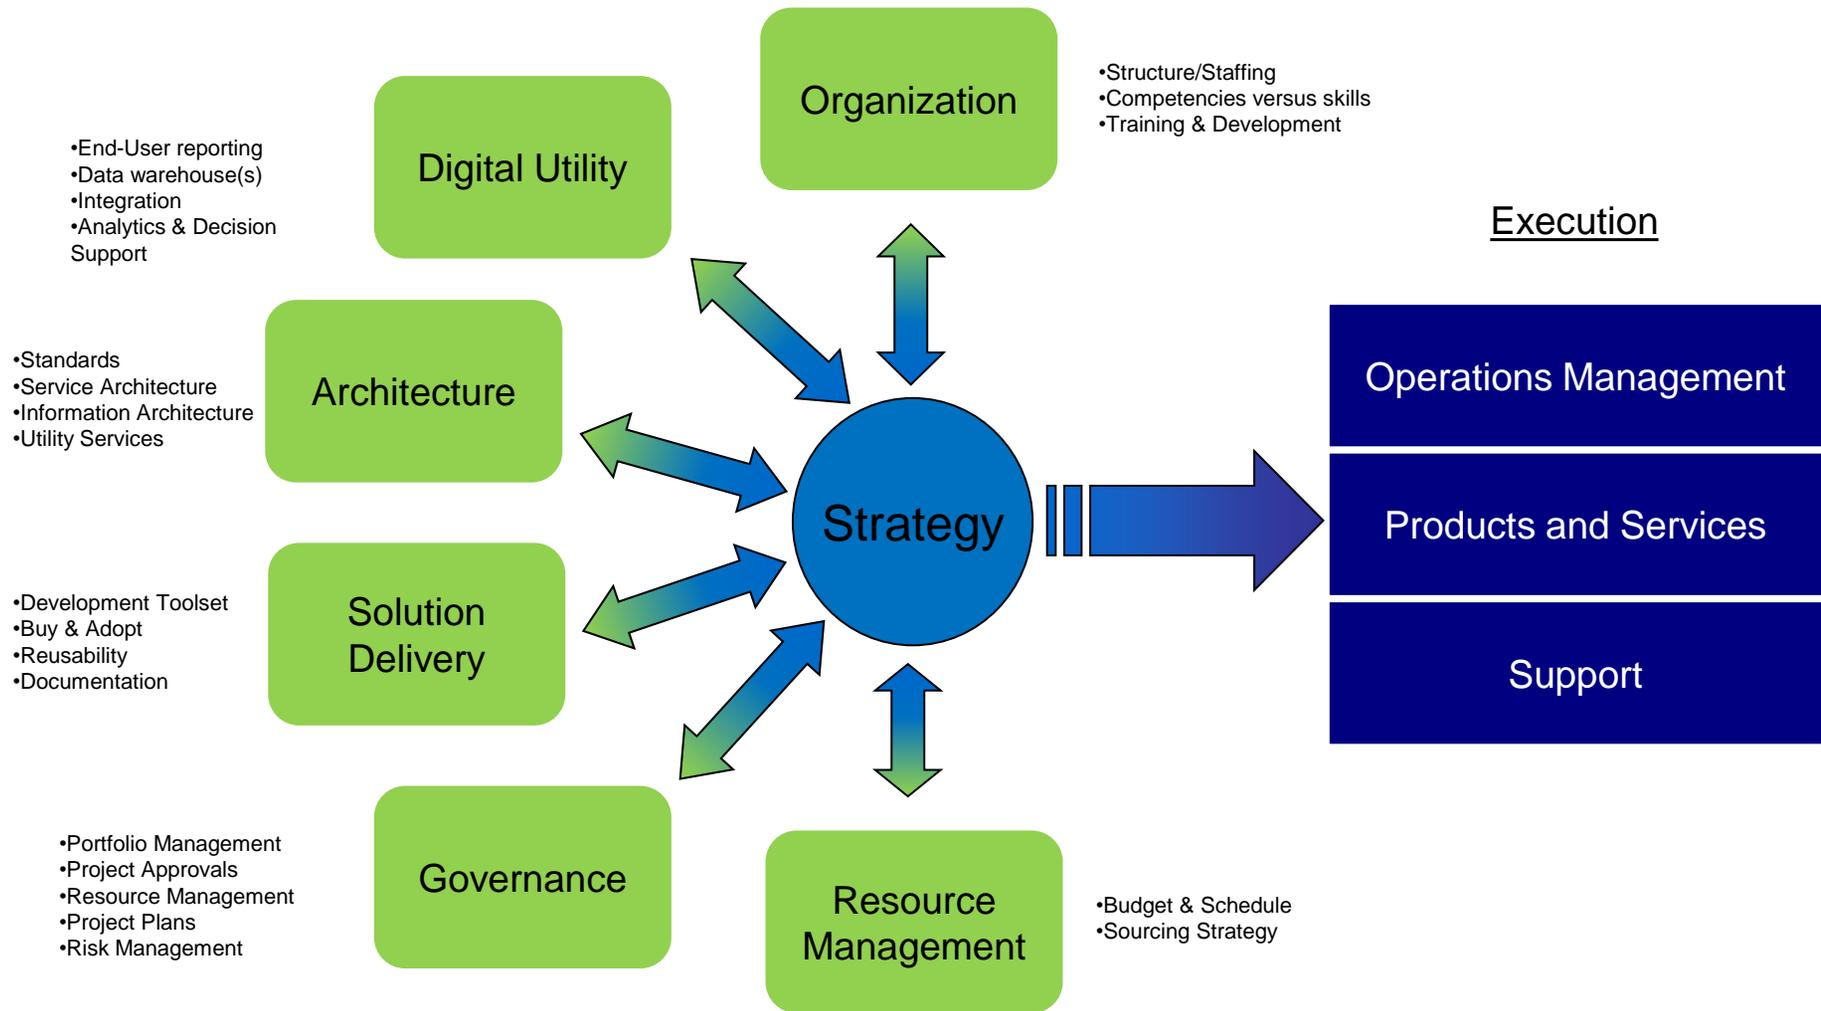 Organization
•Structure/Staffing
•Competencies versus skills
•Training & Development
Digital Utility
•End-User reporting
•Data warehouse(s)
•Integration
•Analytics & Decision
Support
Execution
Architecture
•Standards
•Service Architecture
•Information Architecture
•Utility Services
Operations Management
Strategy
Products and Services
Solution
Delivery
•Development Toolset
•Buy & Adopt
•Reusability
•Documentation
Support
Governance
•Portfolio Management
•Project Approvals
•Resource Management
•Project Plans
•Risk Management
Resource
Management
•Budget & Schedule
•Sourcing Strategy